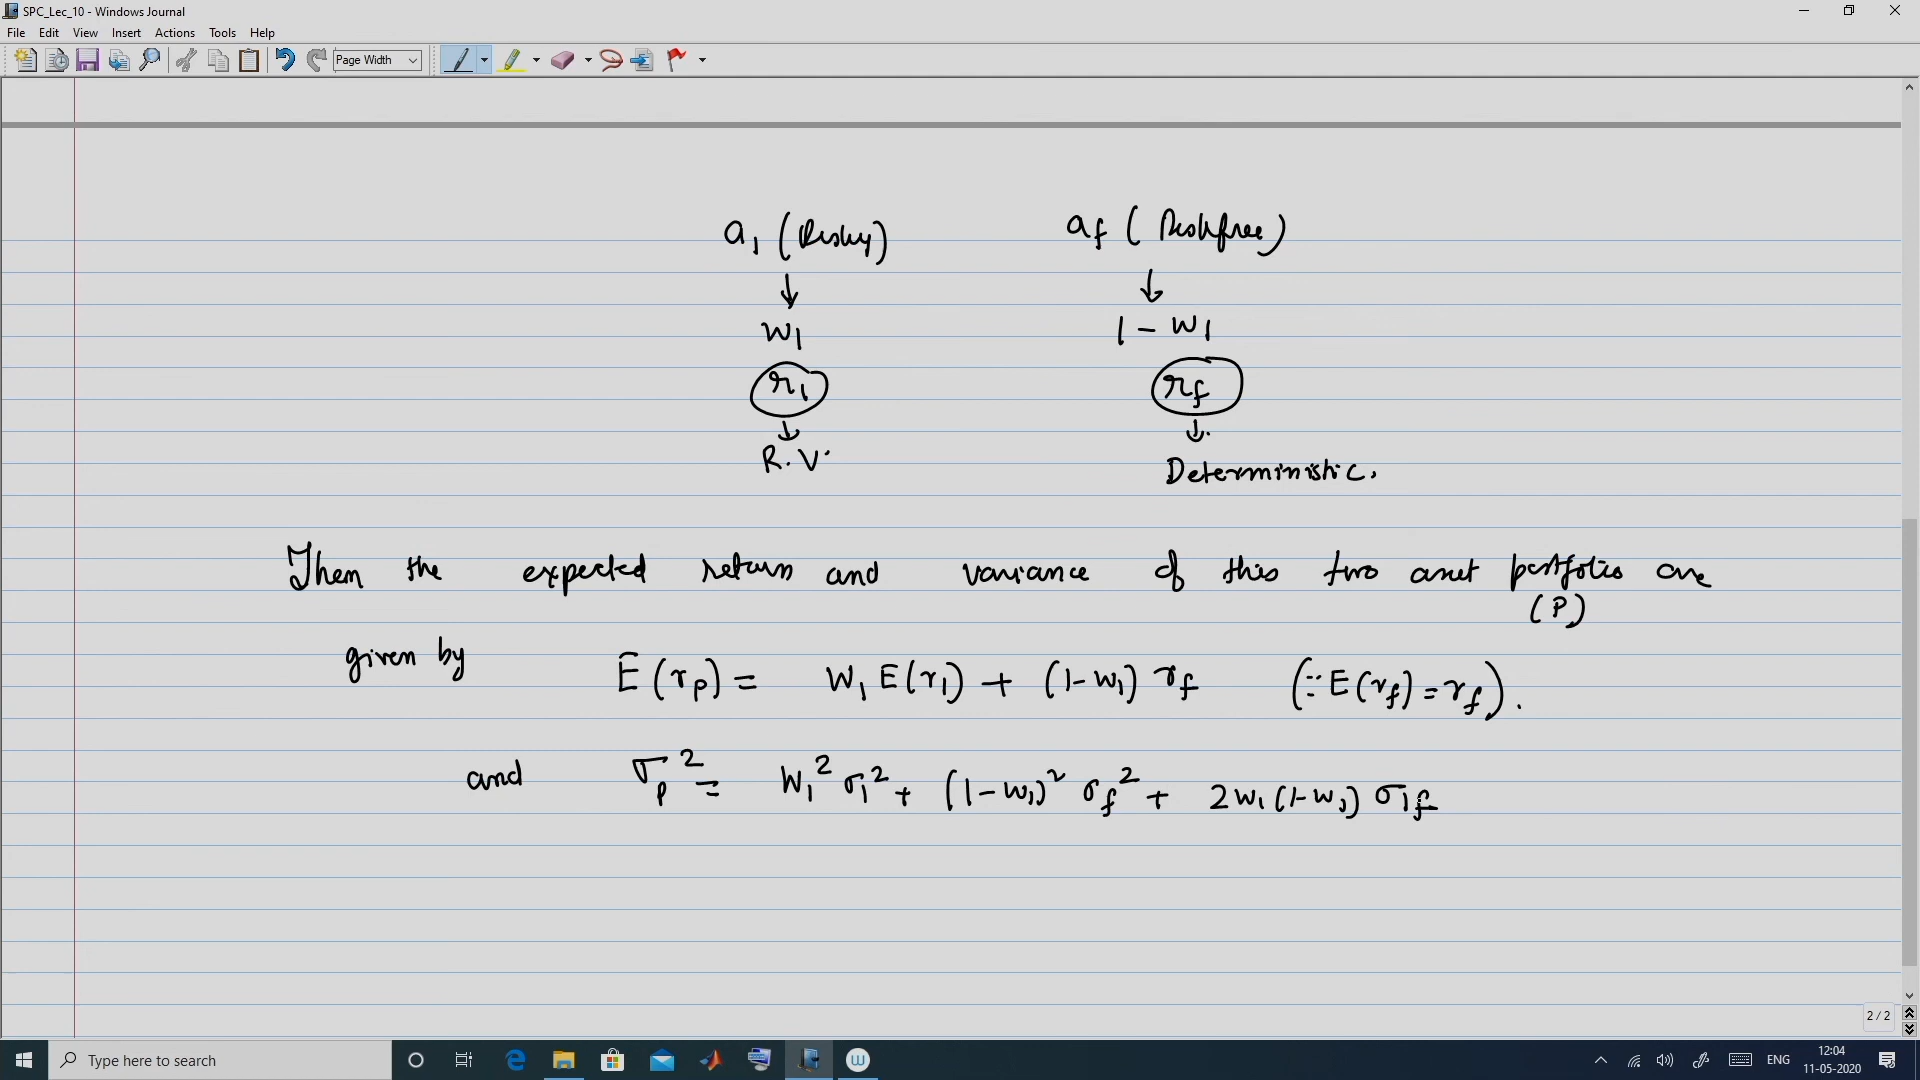 SPC_Lec_10 - Windows Journal
File Edit View Insert Actions Tools Help
Page Width
a₁ (Risky) a_f (Riskfree)
↓ ↓
w₁ 1 - w₁
r₁ r_f
↓ ↓
R.V. Deterministic.
Then the expected return and variance of this two asset portfolio are
(P)
given by E(r_p) = w₁ E(r₁) + (1-w₁) r_f (∵ E(r_f) = r_f).
and σ_p² = w₁² σ₁² + (1-w₁)² σ_f² + 2w₁(1-w₁) σ₁f
2 / 2
Type here to search
W
ENG
12:04
11-05-2020